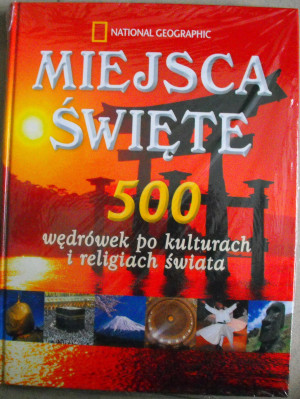 NATIONAL GEOGRAPHIC
MIEJSCA
ŚWIĘTE
500
wędrówek po kulturach
i religiach świata